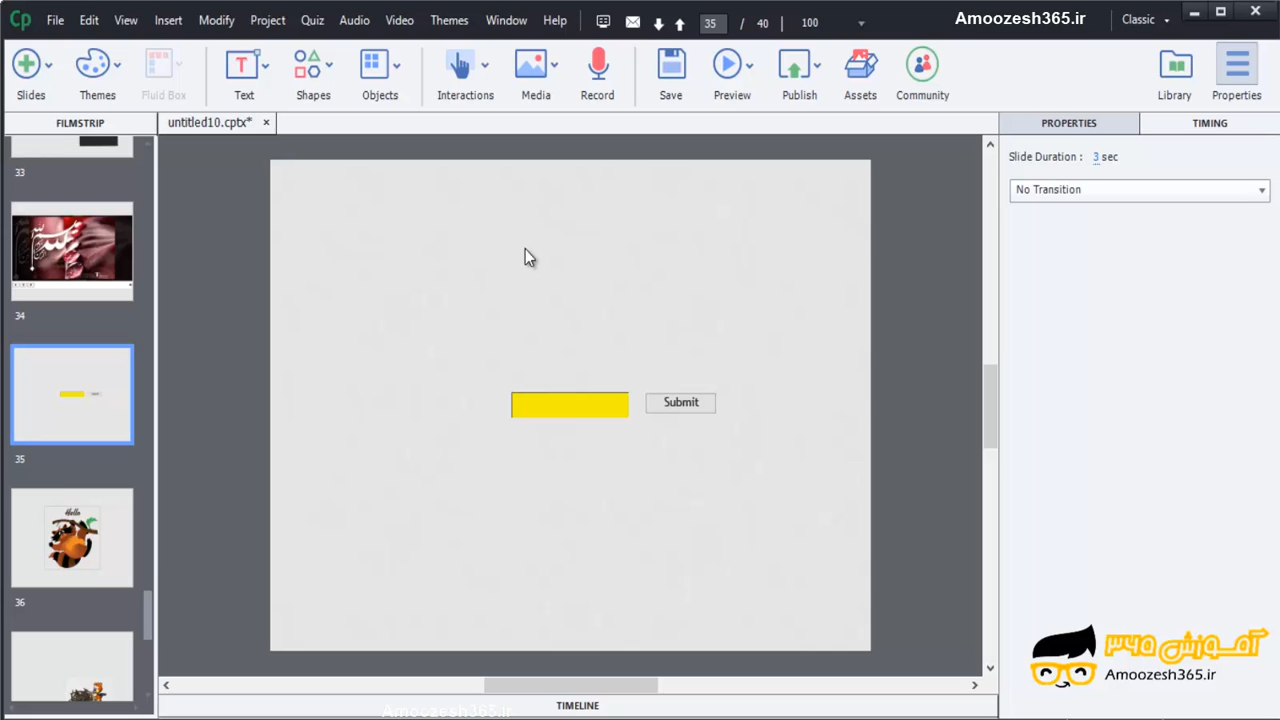 Cp File Edit View Insert Modify Project Quiz Audio Video Themes Window Help 35 / 40 100 Amoozesh365.ir Classic
Slides Themes Fluid Box Text Shapes Objects Interactions Media Record Save Preview Publish Assets Community Library Properties
FILMSTRIP untitled10.cptx* × PROPERTIES TIMING
Slide Duration : 3 sec
No Transition
33
34
Submit
35
Hello
36
آموزش ۳۶۵
Amoozesh365.ir
TIMELINE
Amoozesh365.ir